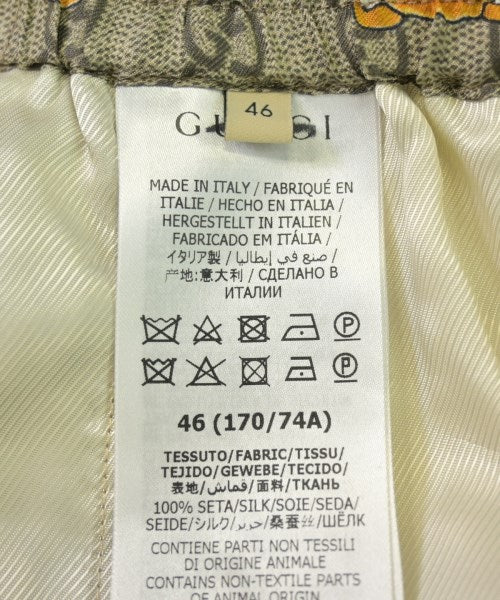 46
GUCCI
MADE IN ITALY / FABRIQUÉ EN
ITALIE / HECHO EN ITALIA /
HERGESTELLT IN ITALIEN /
FABRICADO EM ITÁLIA /
イタリア製 / صنع في إيطاليا /
产地:意大利 / СДЕЛАНО В
ИТАЛИИ
46 (170/74A)
TESSUTO/FABRIC/TISSU/
TEJIDO/GEWEBE/TECIDO/
表地/قماش/面料/ТКАНЬ
100% SETA/SILK/SOIE/SEDA/
SEIDE/シルク/حرير/桑蚕丝/ШЁЛК
CONTIENE PARTI NON TESSILI
DI ORIGINE ANIMALE
CONTAINS NON-TEXTILE PARTS
OF ANIMAL ORIGIN